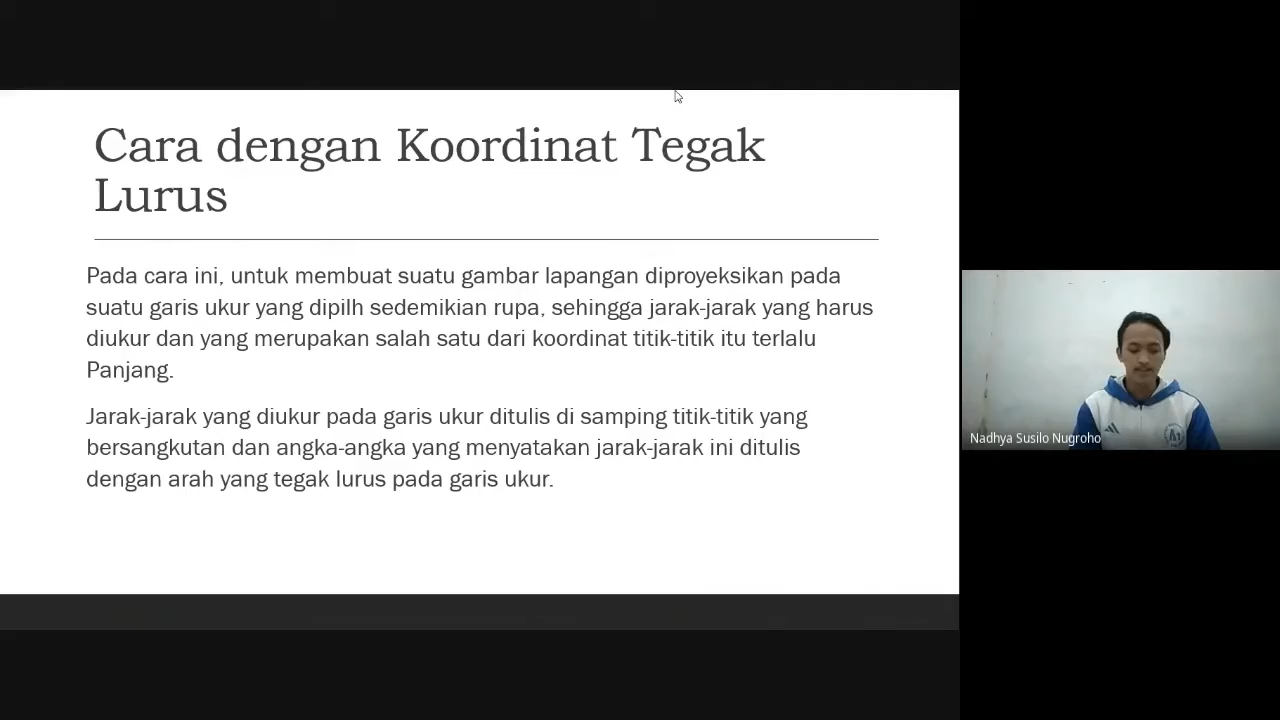 Cara dengan Koordinat Tegak
Lurus
Pada cara ini, untuk membuat suatu gambar lapangan diproyeksikan pada
suatu garis ukur yang dipilh sedemikian rupa, sehingga jarak-jarak yang harus
diukur dan yang merupakan salah satu dari koordinat titik-titik itu terlalu
Panjang.
Jarak-jarak yang diukur pada garis ukur ditulis di samping titik-titik yang
bersangkutan dan angka-angka yang menyatakan jarak-jarak ini ditulis
dengan arah yang tegak lurus pada garis ukur.
Nadhya Susilo Nugroho